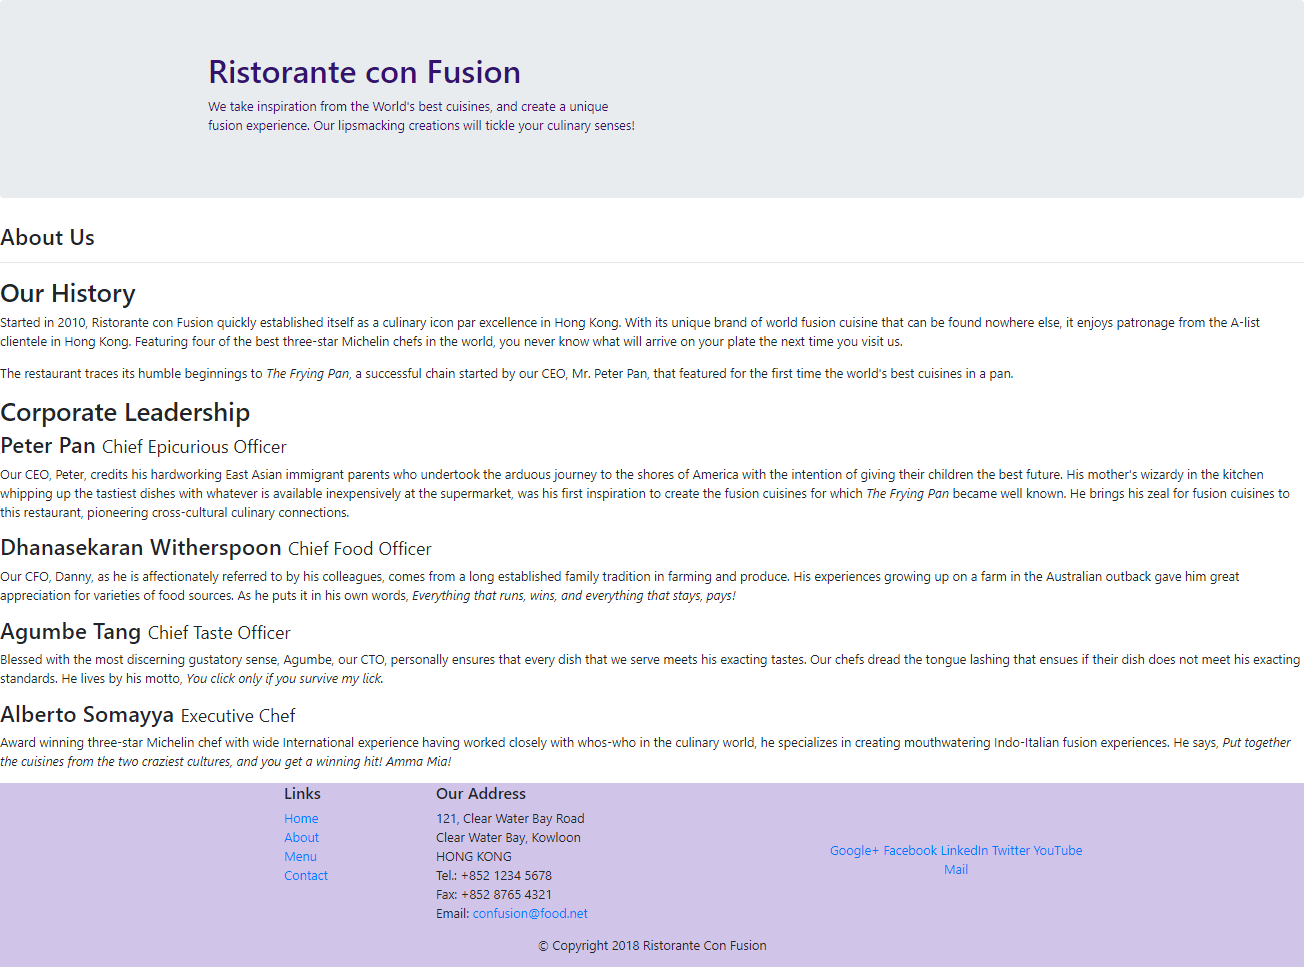 Ristorante con Fusion
We take inspiration from the World's best cuisines, and create a unique
fusion experience. Our lipsmacking creations will tickle your culinary senses!
About Us
Our History
Started in 2010, Ristorante con Fusion quickly established itself as a culinary icon par excellence in Hong Kong. With its unique brand of world fusion cuisine that can be found nowhere else, it enjoys patronage from the A-list
clientele in Hong Kong. Featuring four of the best three-star Michelin chefs in the world, you never know what will arrive on your plate the next time you visit us.
The restaurant traces its humble beginnings to The Frying Pan, a successful chain started by our CEO, Mr. Peter Pan, that featured for the first time the world's best cuisines in a pan.
Corporate Leadership
Peter Pan Chief Epicurious Officer
Our CEO, Peter, credits his hardworking East Asian immigrant parents who undertook the arduous journey to the shores of America with the intention of giving their children the best future. His mother's wizardy in the kitchen
whipping up the tastiest dishes with whatever is available inexpensively at the supermarket, was his first inspiration to create the fusion cuisines for which The Frying Pan became well known. He brings his zeal for fusion cuisines to
this restaurant, pioneering cross-cultural culinary connections.
Dhanasekaran Witherspoon Chief Food Officer
Our CFO, Danny, as he is affectionately referred to by his colleagues, comes from a long established family tradition in farming and produce. His experiences growing up on a farm in the Australian outback gave him great
appreciation for varieties of food sources. As he puts it in his own words, Everything that runs, wins, and everything that stays, pays!
Agumbe Tang Chief Taste Officer
Blessed with the most discerning gustatory sense, Agumbe, our CTO, personally ensures that every dish that we serve meets his exacting tastes. Our chefs dread the tongue lashing that ensues if their dish does not meet his exacting
standards. He lives by his motto, You click only if you survive my lick.
Alberto Somayya Executive Chef
Award winning three-star Michelin chef with wide International experience having worked closely with whos-who in the culinary world, he specializes in creating mouthwatering Indo-Italian fusion experiences. He says, Put together
the cuisines from the two craziest cultures, and you get a winning hit! Amma Mia!
Links
Home
About
Menu
Contact
Our Address
121, Clear Water Bay Road
Clear Water Bay, Kowloon
HONG KONG
Tel.: +852 1234 5678
Fax: +852 8765 4321
Email: confusion@food.net
Google+ Facebook LinkedIn Twitter YouTube
Mail
© Copyright 2018 Ristorante Con Fusion